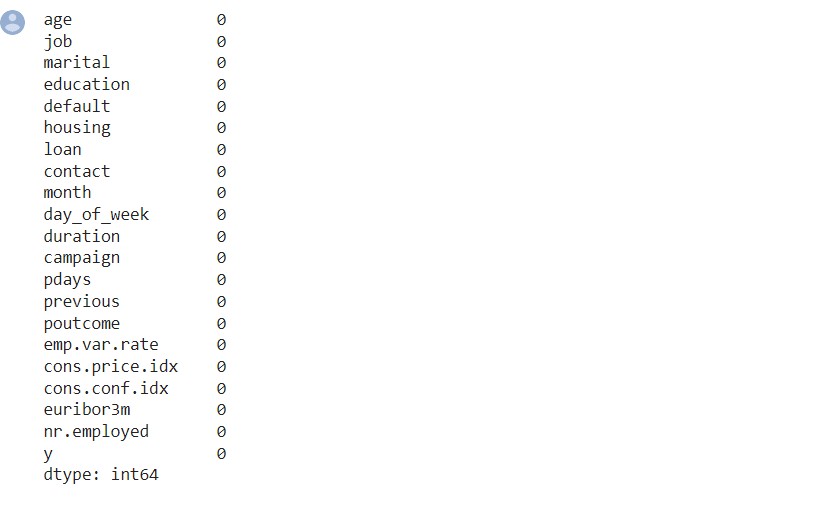 age 0
job 0
marital 0
education 0
default 0
housing 0
loan 0
contact 0
month 0
day_of_week 0
duration 0
campaign 0
pdays 0
previous 0
poutcome 0
emp.var.rate 0
cons.price.idx 0
cons.conf.idx 0
euribor3m 0
nr.employed 0
y 0
dtype: int64